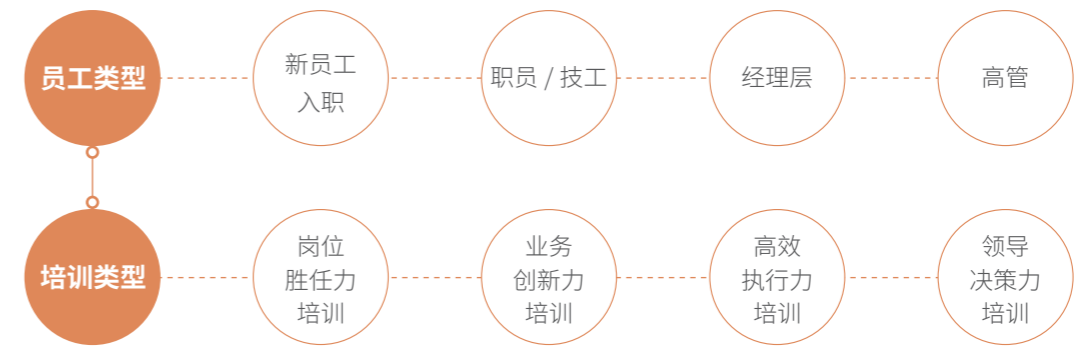 员工类型
新员工
入职
职员 / 技工
经理层
高管
培训类型
岗位
胜任力
培训
业务
创新力
培训
高效
执行力
培训
领导
决策力
培训